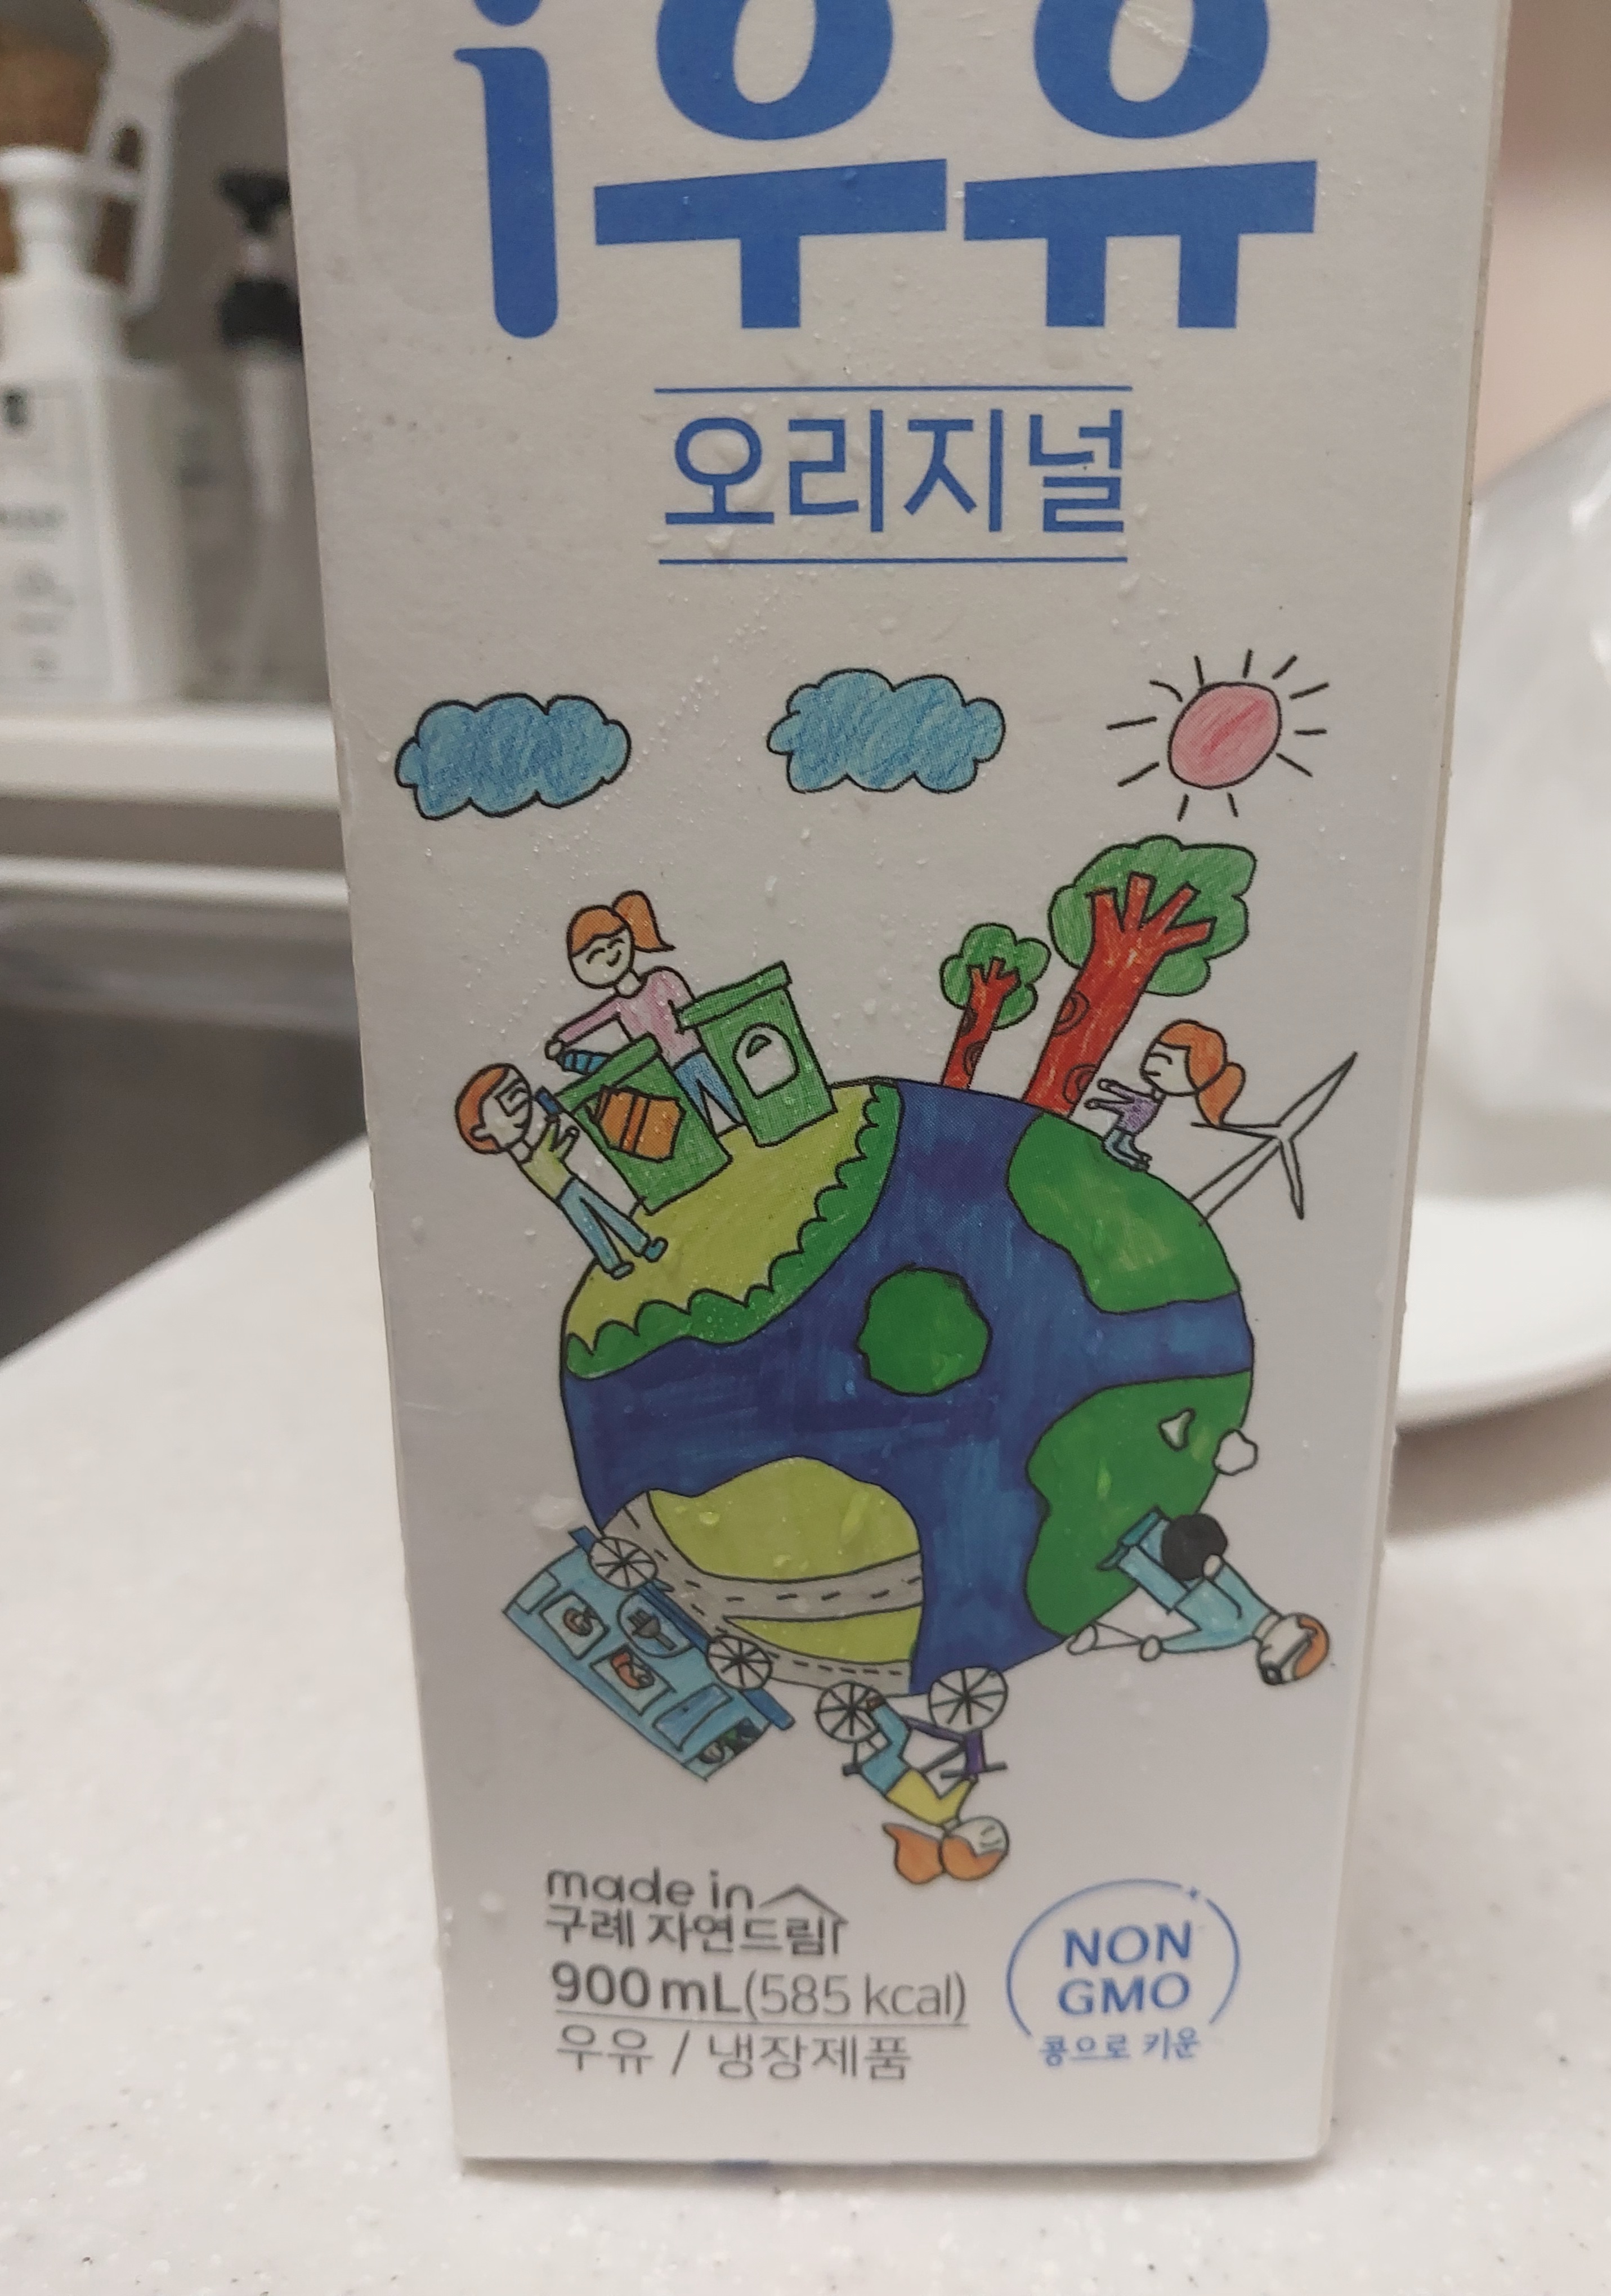 i우유
오리지널
made in
구례 자연드림
900 mL(585 kcal)
우유 / 냉장제품
NON
GMO
콩으로 키운